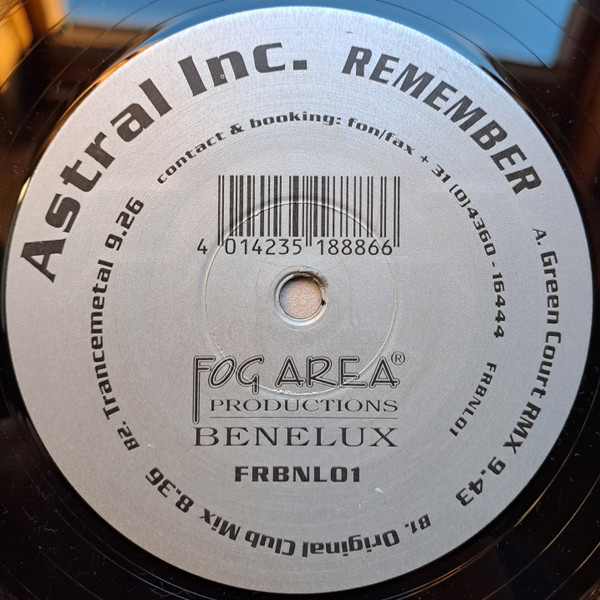 Astral Inc. REMEMBER
contact & booking: fon/fax + 31 (0)4360 - 16444 FRBNL01
A. Green Court RMX 9.43
B1. Original Club Mix 8.36
B2. Trancemetal 9.26
4 014235 188866
FOG AREA®
PRODUCTIONS
BENELUX
FRBNL01